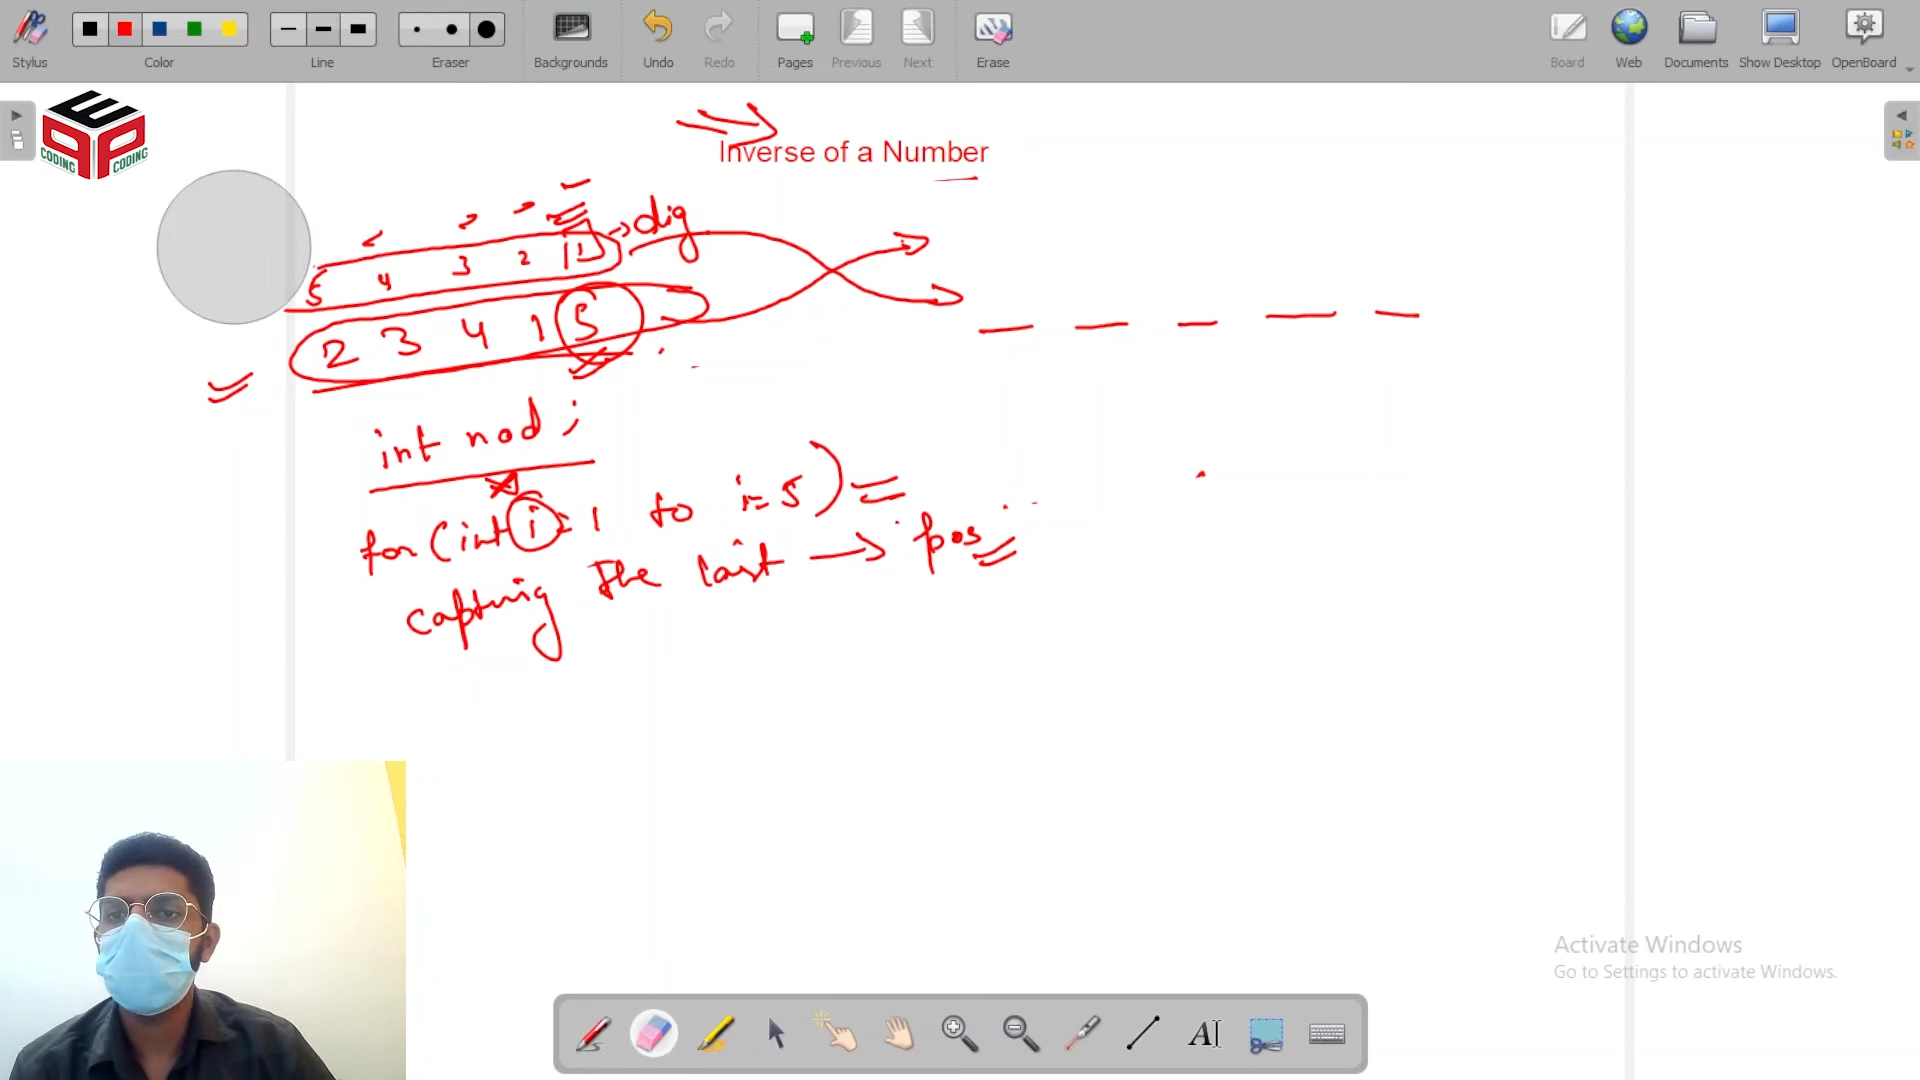 Stylus Color Line Eraser Backgrounds Undo Redo Pages Previous Next Erase Board Web Documents Show Desktop OpenBoard
PEP
CODING CODING
Inverse of a Number
5 4 3 2 1 → dig
2 3 4 1 5
int nod;
for (int i = 1 to i = 5)
capturing the last → pos
Activate Windows
Go to Settings to activate Windows.